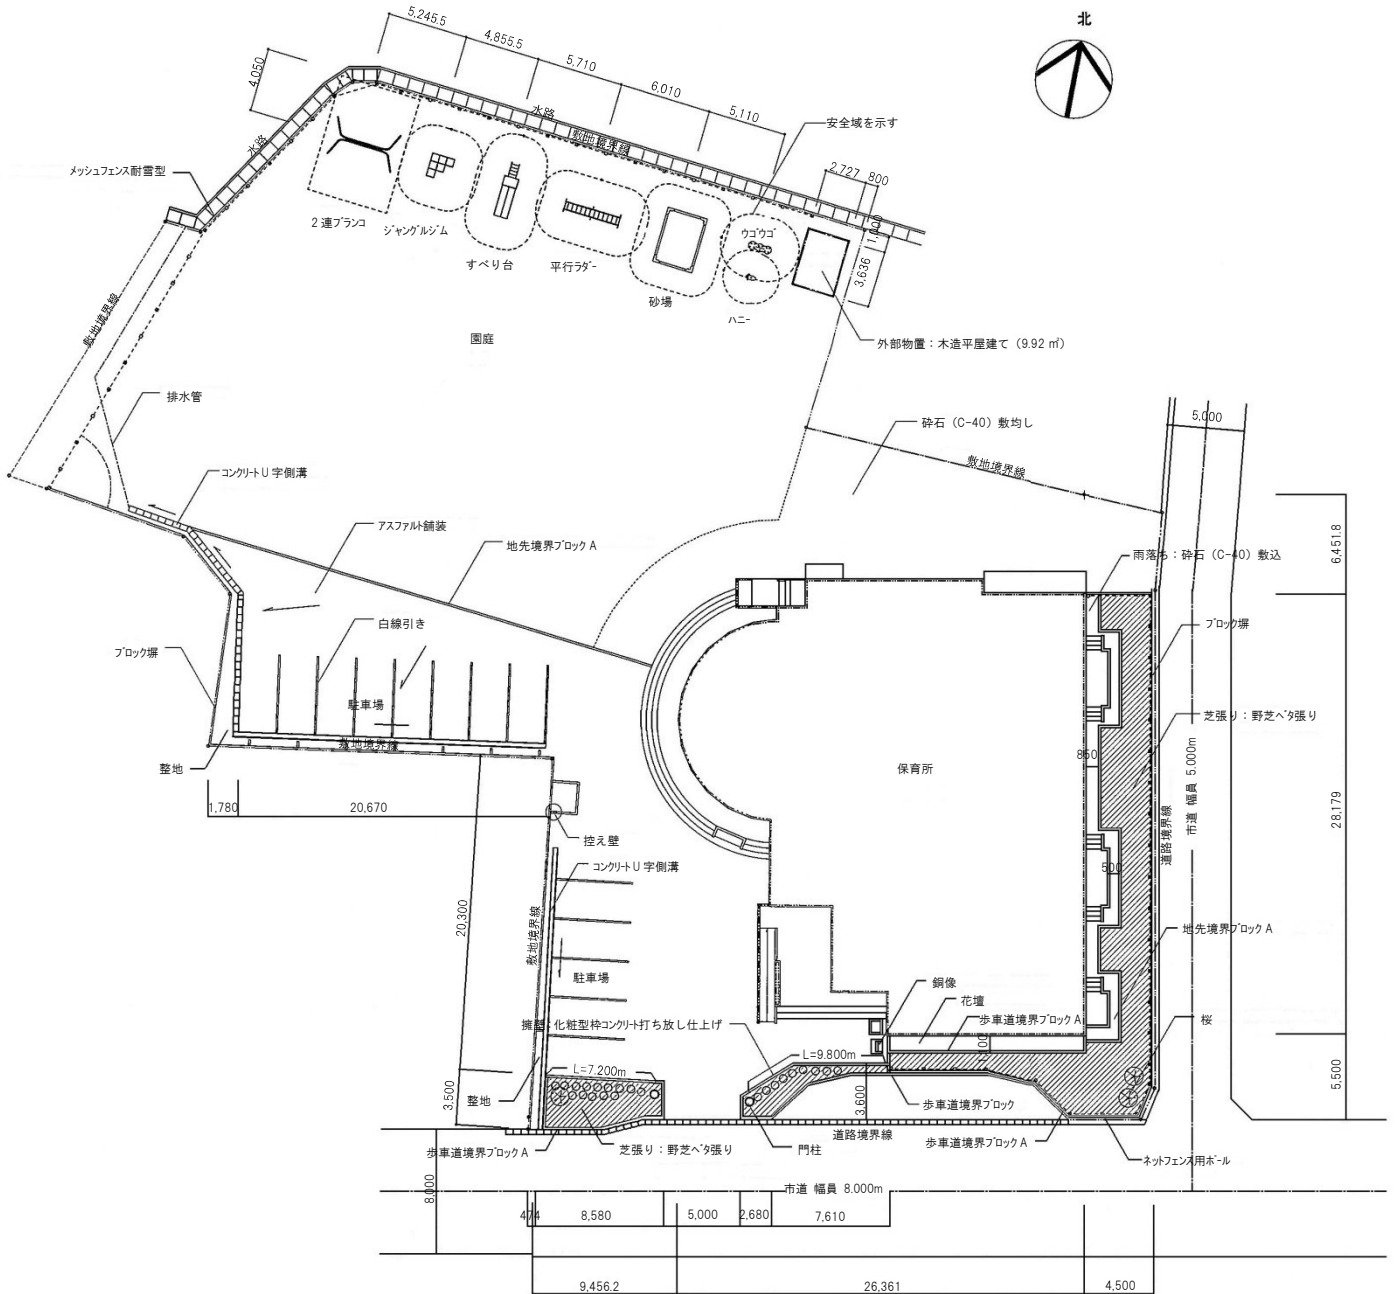 北
5,245.5
4,855.5
5,710
6,010
5,110
4,050
水路
水路
敷地境界線
安全域を示す
メッシュフェンス耐雪型
2,727
800
1,000
3,636
2連ブランコ
ジャングルジム
すべり台
平行ラダー
砂場
ウゴウゴ
ハニー
外部物置：木造平屋建て（9.92 ㎡）
敷地境界線
園庭
排水管
砕石（C-40）敷均し
5,000
敷地境界線
コンクリートU字側溝
アスファルト舗装
地先境界ブロックA
雨落ち：砕石（C-40）敷込
6,451.8
白線引き
ブロック塀
ブロック塀
駐車場
芝張り：野芝ベタ張り
敷地境界線
整地
850
保育所
市道 幅員 5.000m
道路境界線
28,179
1,780
20,670
控え壁
コンクリートU字側溝
500
20,300
敷地境界線
駐車場
地先境界ブロックA
銅像
花壇
歩車道境界ブロックA
擁壁：化粧型枠コンクリート打ち放し仕上げ
桜
1,100
L=9.800m
L=7.200m
5,500
3,500
整地
3,600
歩車道境界ブロック
道路境界線
歩車道境界ブロックA
芝張り：野芝ベタ張り
門柱
歩車道境界ブロックA
ネットフェンス用ポール
8,000
市道 幅員 8.000m
474
8,580
5,000
2,680
7,610
9,456.2
26,361
4,500